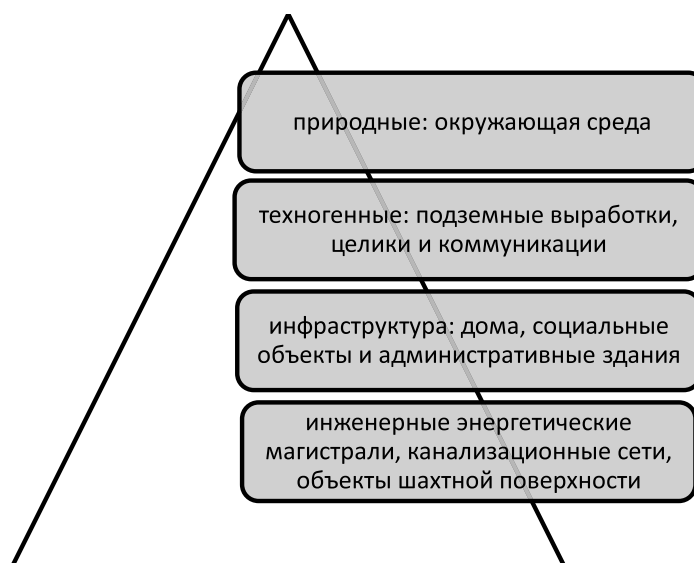 природные: окружающая среда
техногенные: подземные выработки,
целики и коммуникации
инфраструктура: дома, социальные
объекты и административные здания
инженерные энергетические
магистрали, канализационные сети,
объекты шахтной поверхности